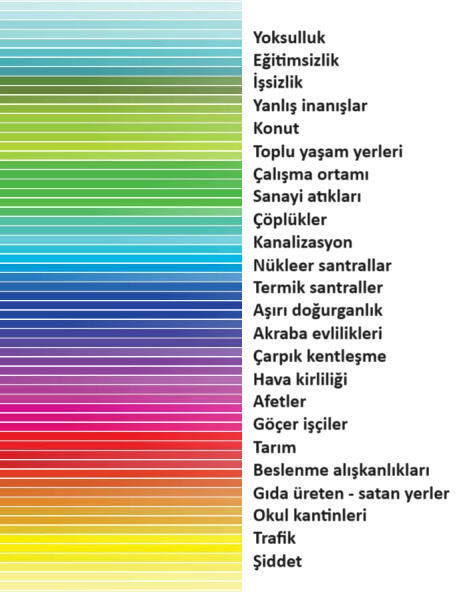 Yoksulluk
Eğitimsizlik
İşsizlik
Yanlış inanışlar
Konut
Toplu yaşam yerleri
Çalışma ortamı
Sanayi atıkları
Çöplükler
Kanalizasyon
Nükleer santrallar
Termik santraller
Aşırı doğurganlık
Akraba evlilikleri
Çarpık kentleşme
Hava kirliliği
Afetler
Göçer işçiler
Tarım
Beslenme alışkanlıkları
Gıda üreten - satan yerler
Okul kantinleri
Trafik
Şiddet